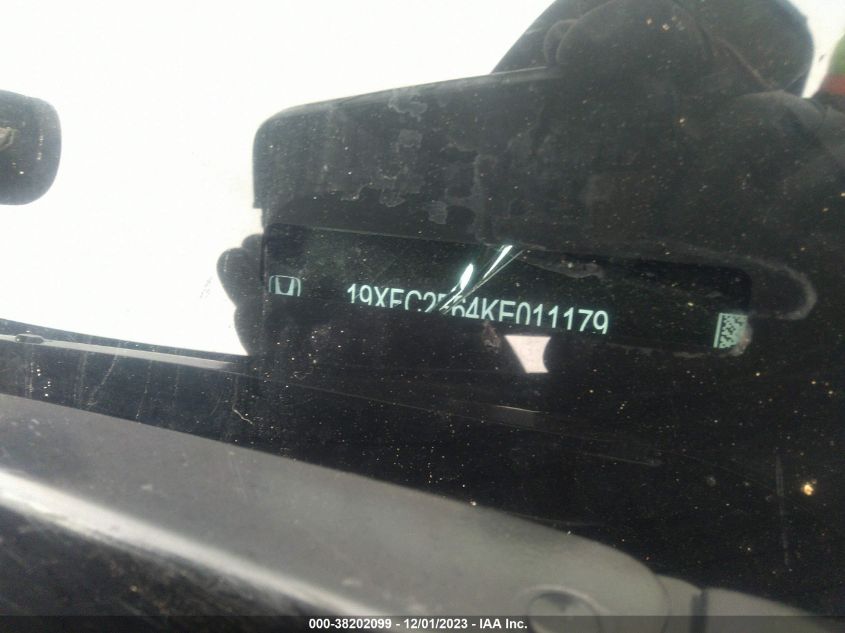 19XFC2F64KE011179
000-38202099 - 12/01/2023 - IAA Inc.